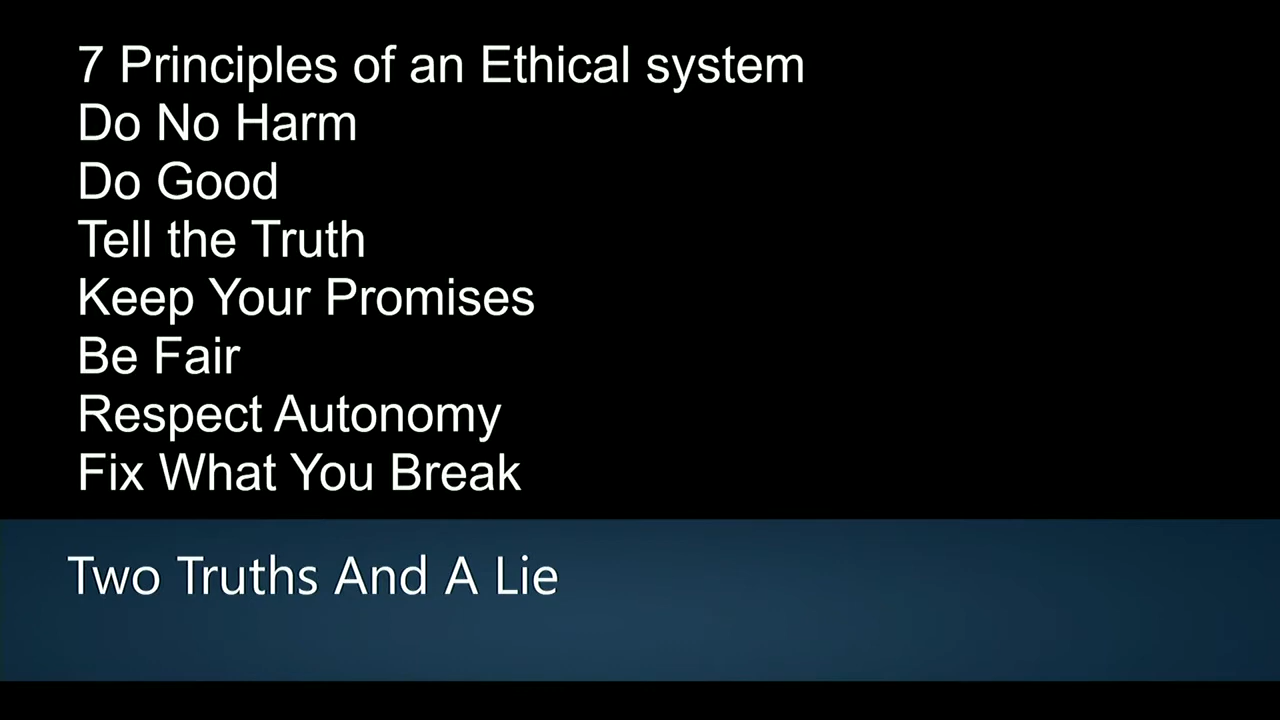 7 Principles of an Ethical system
Do No Harm
Do Good
Tell the Truth
Keep Your Promises
Be Fair
Respect Autonomy
Fix What You Break
Two Truths And A Lie